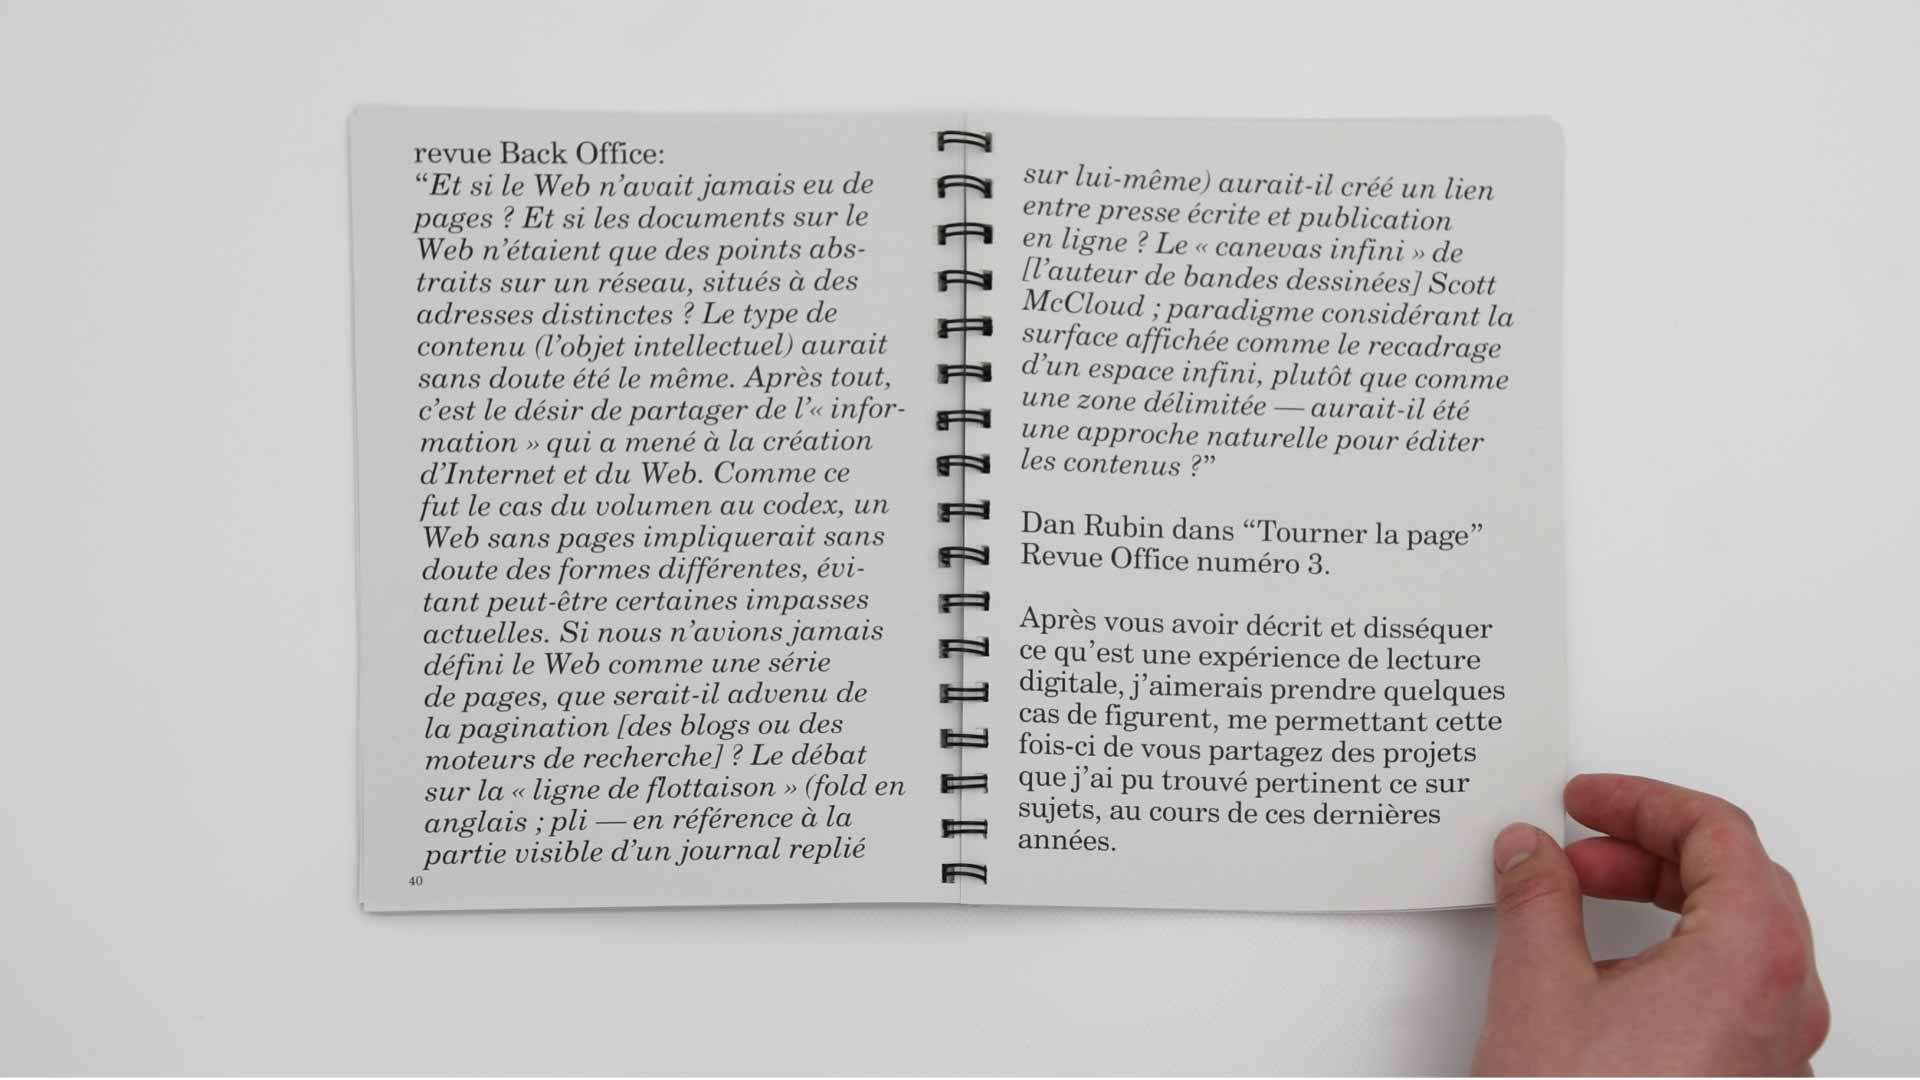 revue Back Office:
“Et si le Web n’avait jamais eu de
pages ? Et si les documents sur le
Web n’étaient que des points abs-
traits sur un réseau, situés à des
adresses distinctes ? Le type de
contenu (l’objet intellectuel) aurait
sans doute été le même. Après tout,
c’est le désir de partager de l’« infor-
mation » qui a mené à la création
d’Internet et du Web. Comme ce
fut le cas du volumen au codex, un
Web sans pages impliquerait sans
doute des formes différentes, évi-
tant peut-être certaines impasses
actuelles. Si nous n’avions jamais
défini le Web comme une série
de pages, que serait-il advenu de
la pagination [des blogs ou des
moteurs de recherche] ? Le débat
sur la « ligne de flottaison » (fold en
anglais ; pli — en référence à la
partie visible d’un journal replié
40
sur lui-même) aurait-il créé un lien
entre presse écrite et publication
en ligne ? Le « canevas infini » de
[l’auteur de bandes dessinées] Scott
McCloud ; paradigme considérant la
surface affichée comme le recadrage
d’un espace infini, plutôt que comme
une zone délimitée — aurait-il été
une approche naturelle pour éditer
les contenus ?”
Dan Rubin dans “Tourner la page”
Revue Office numéro 3.
Après vous avoir décrit et disséquer
ce qu’est une expérience de lecture
digitale, j’aimerais prendre quelques
cas de figurent, me permettant cette
fois-ci de vous partagez des projets
que j’ai pu trouvé pertinent ce sur
sujets, au cours de ces dernières
années.